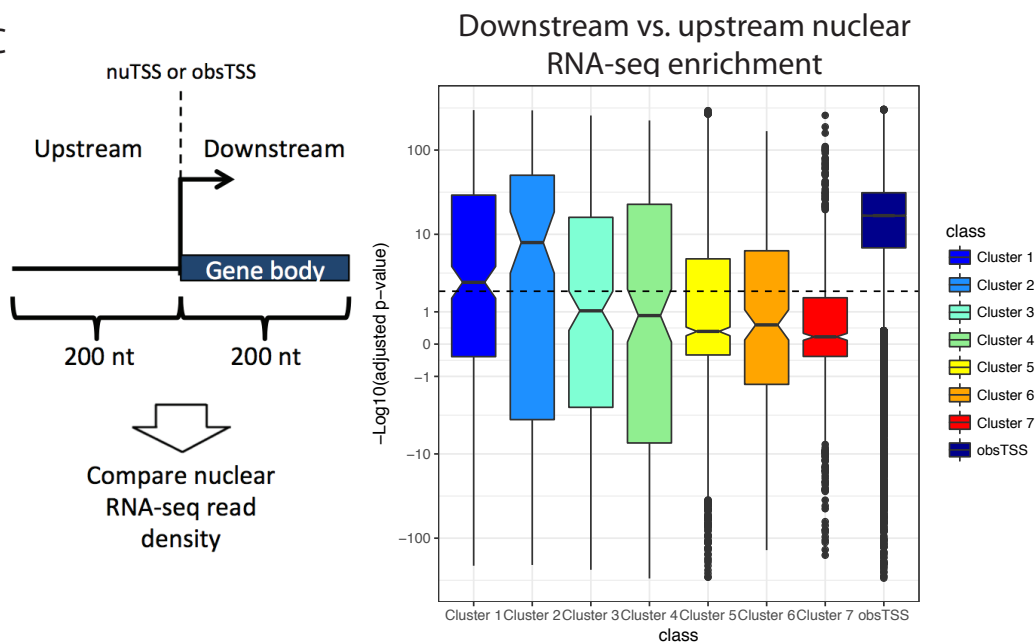 C
nuTSS or obsTSS
Upstream
Downstream
Gene body
200 nt
200 nt
Compare nuclear
RNA-seq read
density
Downstream vs. upstream nuclear
RNA-seq enrichment
−Log10(adjusted p−value)
100
10
1
0
−1
−10
−100
Cluster 1 Cluster 2 Cluster 3 Cluster 4 Cluster 5 Cluster 6 Cluster 7 obsTSS
class
class
Cluster 1
Cluster 2
Cluster 3
Cluster 4
Cluster 5
Cluster 6
Cluster 7
obsTSS